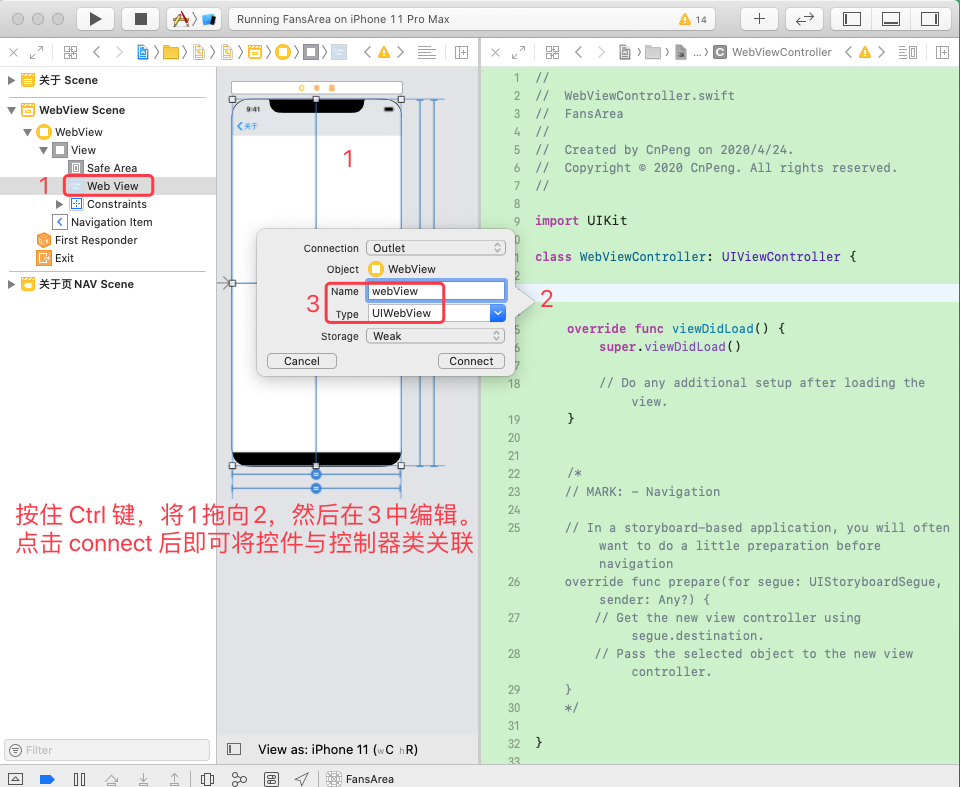 Running FansArea on iPhone 11 Pro Max
14
关于 Scene
WebView Scene
WebView
View
Safe Area
1
Web View
Constraints
Navigation Item
First Responder
Exit
关于页 NAV Scene
Filter
9:41
关于
1
Connection
Outlet
Object
WebView
3
Name
webView
Type
UIWebView
Storage
Weak
Cancel
Connect
2
按住 Ctrl 键，将1拖向2，然后在3中编辑。
点击 connect 后即可将控件与控制器类关联
View as: iPhone 11 (wC hR)
... C WebViewController
1 //
2 // WebViewController.swift
3 // FansArea
4 //
5 // Created by CnPeng on 2020/4/24.
6 // Copyright © 2020 CnPeng. All rights reserved.
7 //
8
9 import UIKit
0
1 class WebViewController: UIViewController {
2
5 override func viewDidLoad() {
6 super.viewDidLoad()
7
18 // Do any additional setup after loading the
view.
19 }
20
21
22 /*
23 // MARK: - Navigation
24
25 // In a storyboard-based application, you will often
want to do a little preparation before
navigation
26 override func prepare(for segue: UIStoryboardSegue,
sender: Any?) {
27 // Get the new view controller using
segue.destination.
28 // Pass the selected object to the new view
controller.
29 }
30 */
31
32 }
33
FansArea